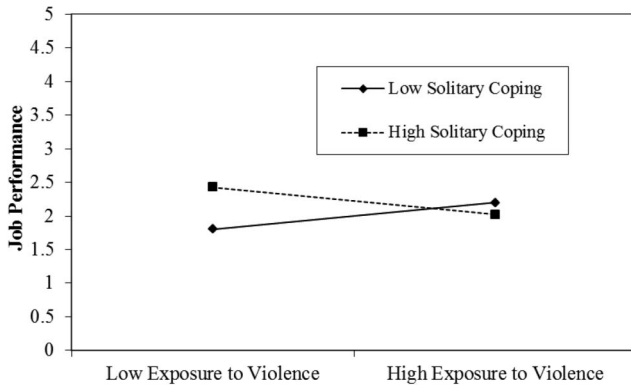 5
4.5
4
3.5
3
2.5
2
1.5
1
0.5
0
Job Performance
Low Solitary Coping
High Solitary Coping
Low Exposure to Violence
High Exposure to Violence